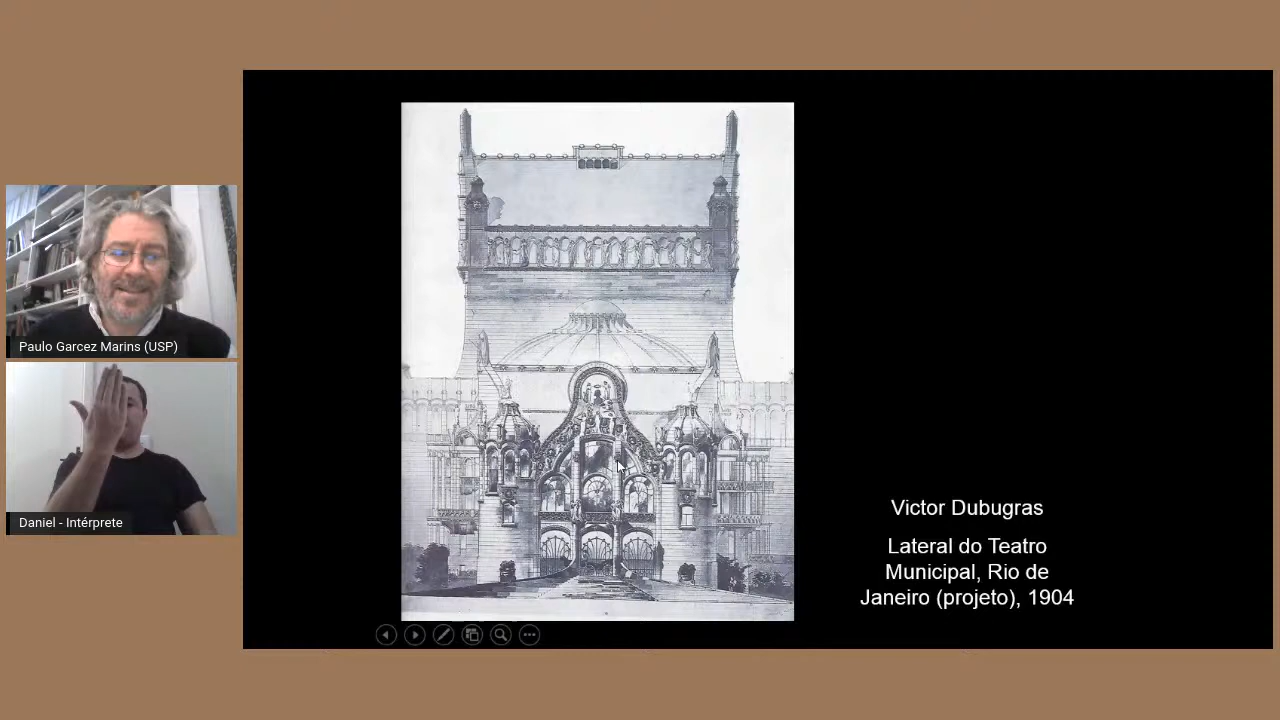 Paulo Garcez Marins (USP)
Daniel - Intérprete
Victor Dubugras
Lateral do Teatro
Municipal, Rio de
Janeiro (projeto), 1904